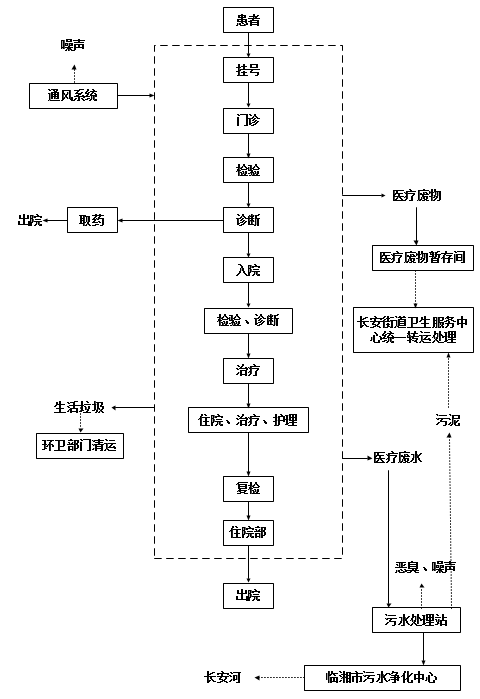 患者
噪声
挂号
通风系统
门诊
检验
医疗废物
出院
取药
诊断
医疗废物暂存间
入院
检验、诊断
长安街道卫生服务中
心统一转运处理
治疗
生活垃圾
住院、治疗、护理
污泥
环卫部门清运
医疗废水
复检
住院部
恶臭、噪声
出院
污水处理站
长安河
临湘市污水净化中心